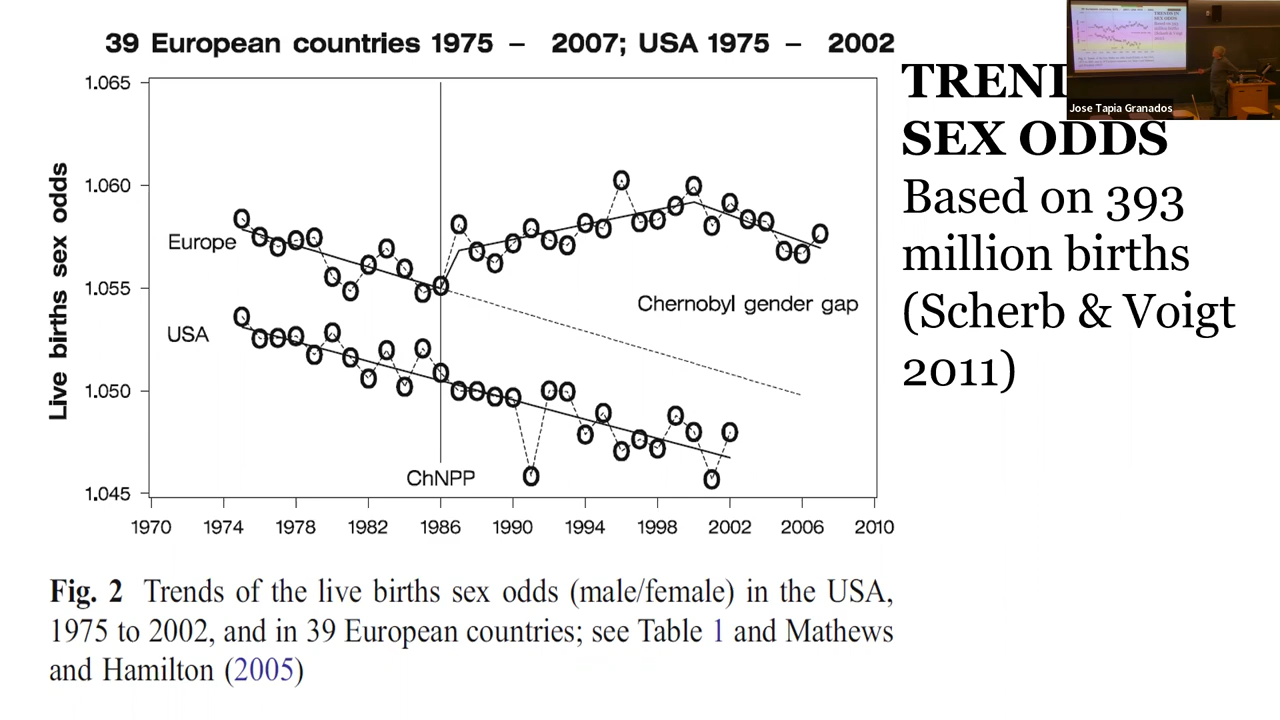 39 European countries 1975 – 2007; USA 1975 – 2002
Jose Tapia Granados
SEX ODDS
Based on 393
million births
(Scherb & Voigt
2011)
Live births sex odds
1.065
1.060
1.055
1.050
1.045
Europe
USA
Chernobyl gender gap
ChNPP
1970 1974 1978 1982 1986 1990 1994 1998 2002 2006 2010
Fig. 2 Trends of the live births sex odds (male/female) in the USA,
1975 to 2002, and in 39 European countries; see Table 1 and Mathews
and Hamilton (2005)